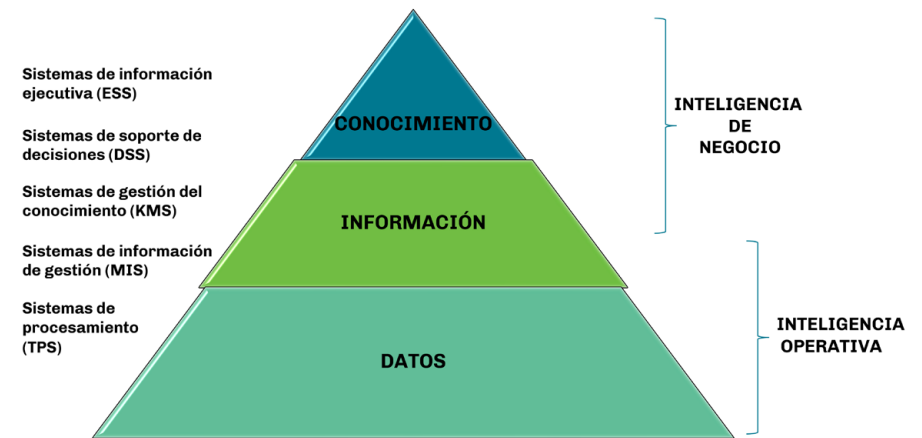 Sistemas de información
ejecutiva (ESS)
Sistemas de soporte de
decisiones (DSS)
Sistemas de gestión del
conocimiento (KMS)
Sistemas de información
de gestión (MIS)
Sistemas de
procesamiento
(TPS)
CONOCIMIENTO
INFORMACIÓN
DATOS
INTELIGENCIA
DE
NEGOCIO
INTELIGENCIA
OPERATIVA